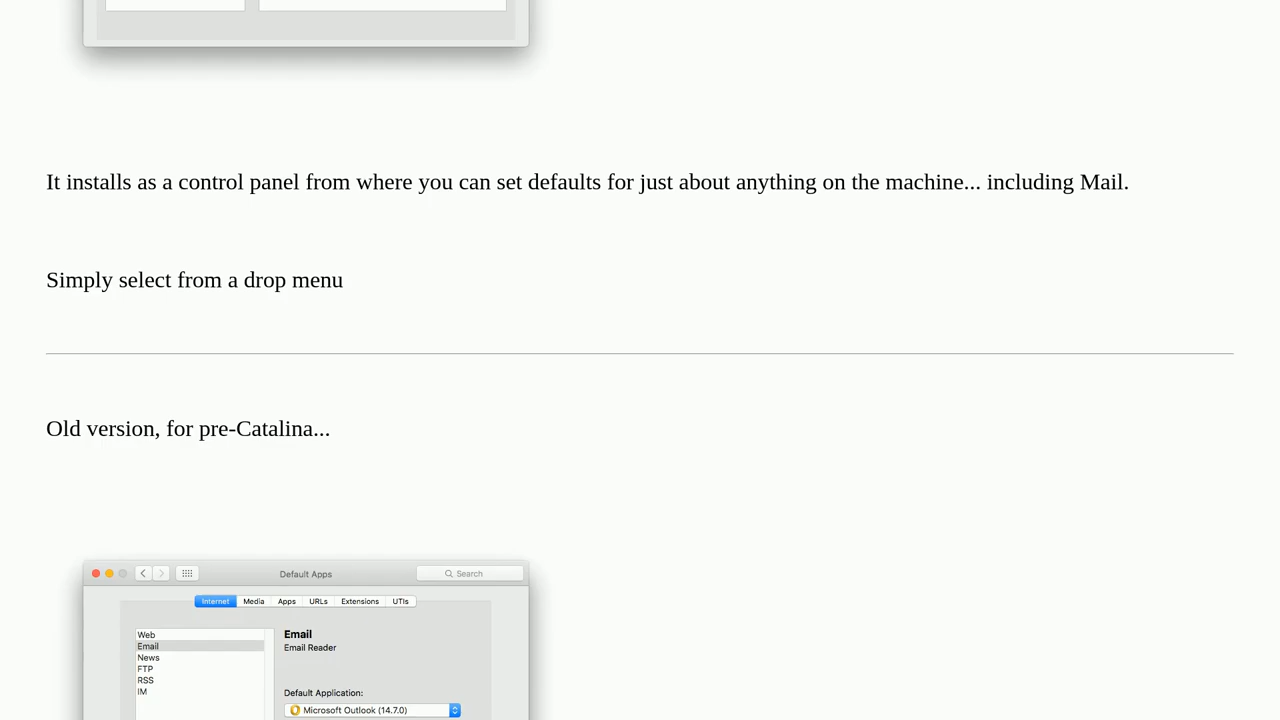 It installs as a control panel from where you can set defaults for just about anything on the machine... including Mail.
Simply select from a drop menu
Old version, for pre-Catalina...
Default Apps
Search
Internet Media Apps URLs Extensions UTIs
Web
Email
News
FTP
RSS
IM
Email
Email Reader
Default Application:
Microsoft Outlook (14.7.0)